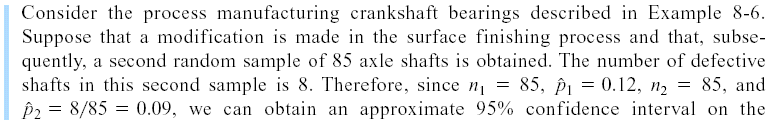 Consider the process manufacturing crankshaft bearings described in Example 8-6.
Suppose that a modification is made in the surface finishing process and that, subse-
quently, a second random sample of 85 axle shafts is obtained. The number of defective
shafts in this second sample is 8. Therefore, since n₁ = 85, p̂₁ = 0.12, n₂ = 85, and
p̂₂ = 8/85 = 0.09, we can obtain an approximate 95% confidence interval on the